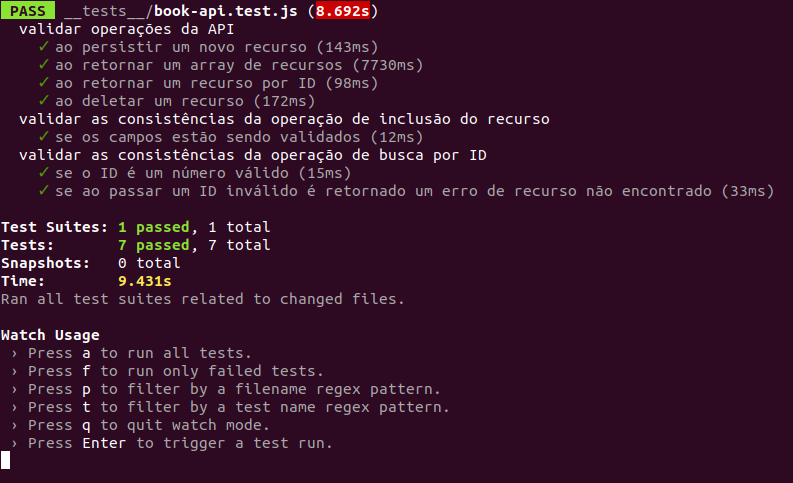 PASS __tests__/book-api.test.js (8.692s)
validar operações da API
✓ ao persistir um novo recurso (143ms)
✓ ao retornar um array de recursos (7730ms)
✓ ao retornar um recurso por ID (98ms)
✓ ao deletar um recurso (172ms)
validar as consistências da operação de inclusão do recurso
✓ se os campos estão sendo validados (12ms)
validar as consistências da operação de busca por ID
✓ se o ID é um número válido (15ms)
✓ se ao passar um ID inválido é retornado um erro de recurso não encontrado (33ms)
Test Suites: 1 passed, 1 total
Tests: 7 passed, 7 total
Snapshots: 0 total
Time: 9.431s
Ran all test suites related to changed files.
Watch Usage
› Press a to run all tests.
› Press f to run only failed tests.
› Press p to filter by a filename regex pattern.
› Press t to filter by a test name regex pattern.
› Press q to quit watch mode.
› Press Enter to trigger a test run.